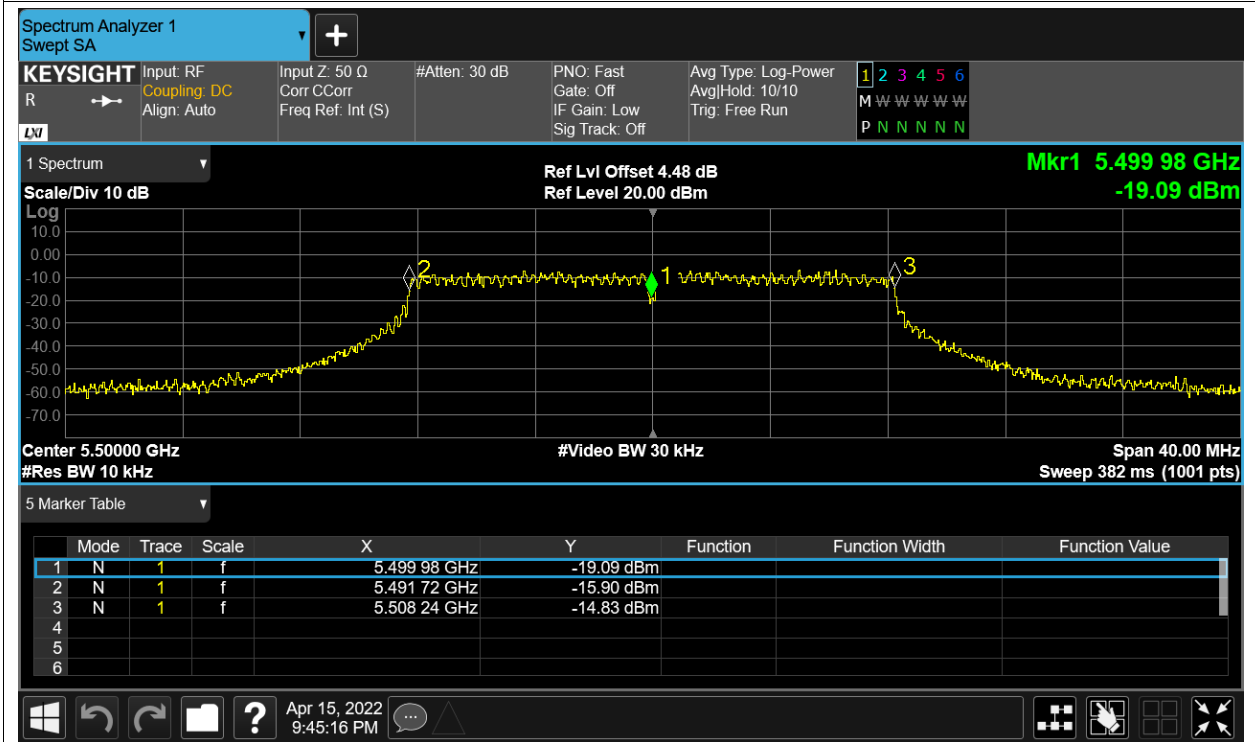 Spectrum Analyzer 1
Swept SA
KEYSIGHT
R
LXI
Input: RF
Coupling: DC
Align: Auto
Input Z: 50 Ω
Corr CCorr
Freq Ref: Int (S)
#Atten: 30 dB
PNO: Fast
Gate: Off
IF Gain: Low
Sig Track: Off
Avg Type: Log-Power
Avg|Hold: 10/10
Trig: Free Run
1 2 3 4 5 6
M W W W W W
P N N N N N
1 Spectrum
Scale/Div 10 dB
Ref Lvl Offset 4.48 dB
Ref Level 20.00 dBm
Mkr1 5.499 98 GHz
-19.09 dBm
Log
10.0
0.00
-10.0
-20.0
-30.0
-40.0
-50.0
-60.0
-70.0
2
1
3
Center 5.50000 GHz
#Video BW 30 kHz
Span 40.00 MHz
#Res BW 10 kHz
Sweep 382 ms (1001 pts)
5 Marker Table
Mode Trace Scale X Y Function Function Width Function Value
1 N 1 f 5.499 98 GHz -19.09 dBm
2 N 1 f 5.491 72 GHz -15.90 dBm
3 N 1 f 5.508 24 GHz -14.83 dBm
4
5
6
?
Apr 15, 2022
9:45:16 PM